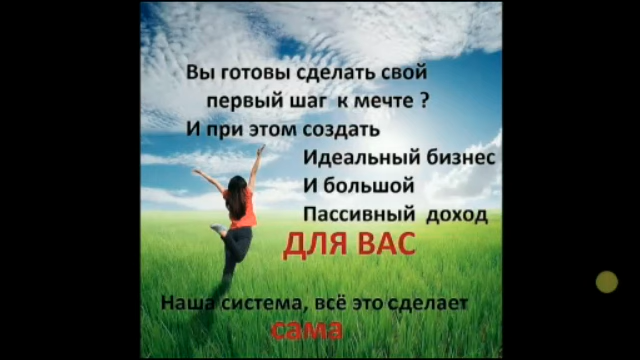 Вы готовы сделать свой
первый шаг к мечте ?
И при этом создать
Идеальный бизнес
И большой
Пассивный доход
ДЛЯ ВАС
Наша система, всё это сделает
сама